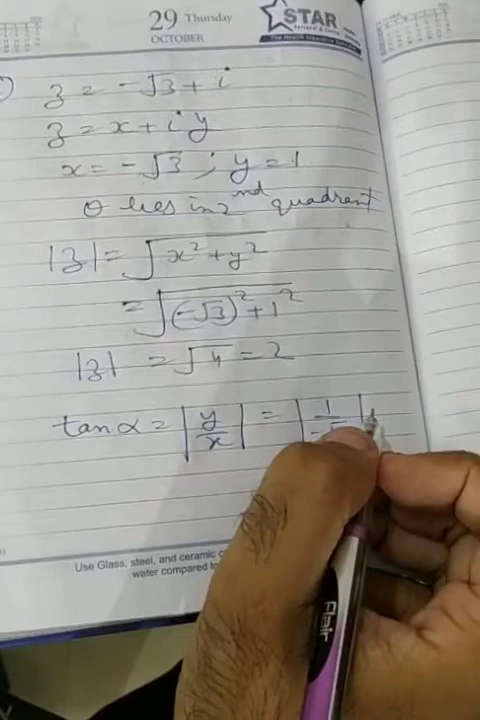 29 Thursday
OCTOBER
STAR
z = -√3 + i
z = x + iy
x = -√3 ; y = 1
θ lies in 2nd quadrant
|z| = √x² + y²
= √(-√3)² + 1²
|z| = √4 = 2
tan α = |y/x| = |1/-√
Use Glass, steel, and ceramic
water compared to
Flair